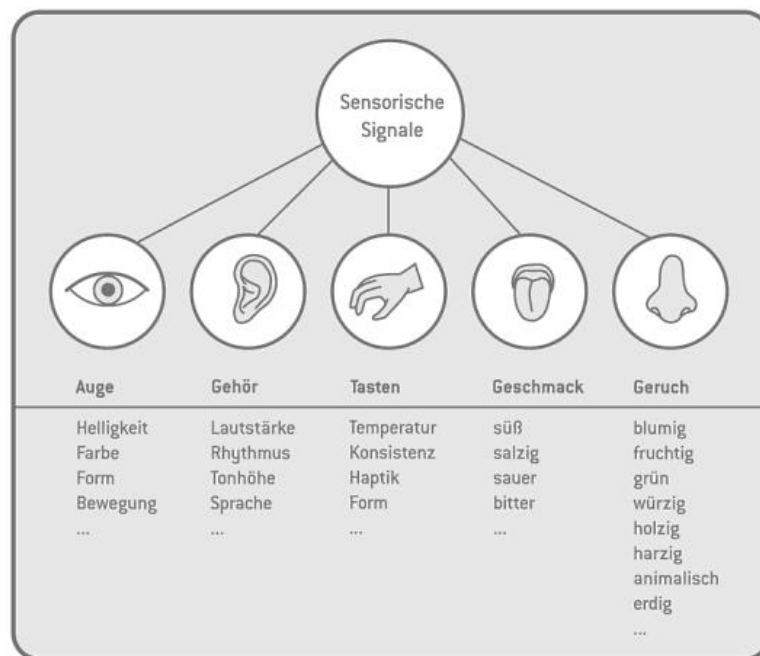 Sensorische
Signale
Auge
Gehör
Tasten
Geschmack
Geruch
Helligkeit
Farbe
Form
Bewegung
...
Lautstärke
Rhythmus
Tonhöhe
Sprache
...
Temperatur
Konsistenz
Haptik
Form
...
süß
salzig
sauer
bitter
...
blumig
fruchtig
grün
würzig
holzig
harzig
animalisch
erdig
...